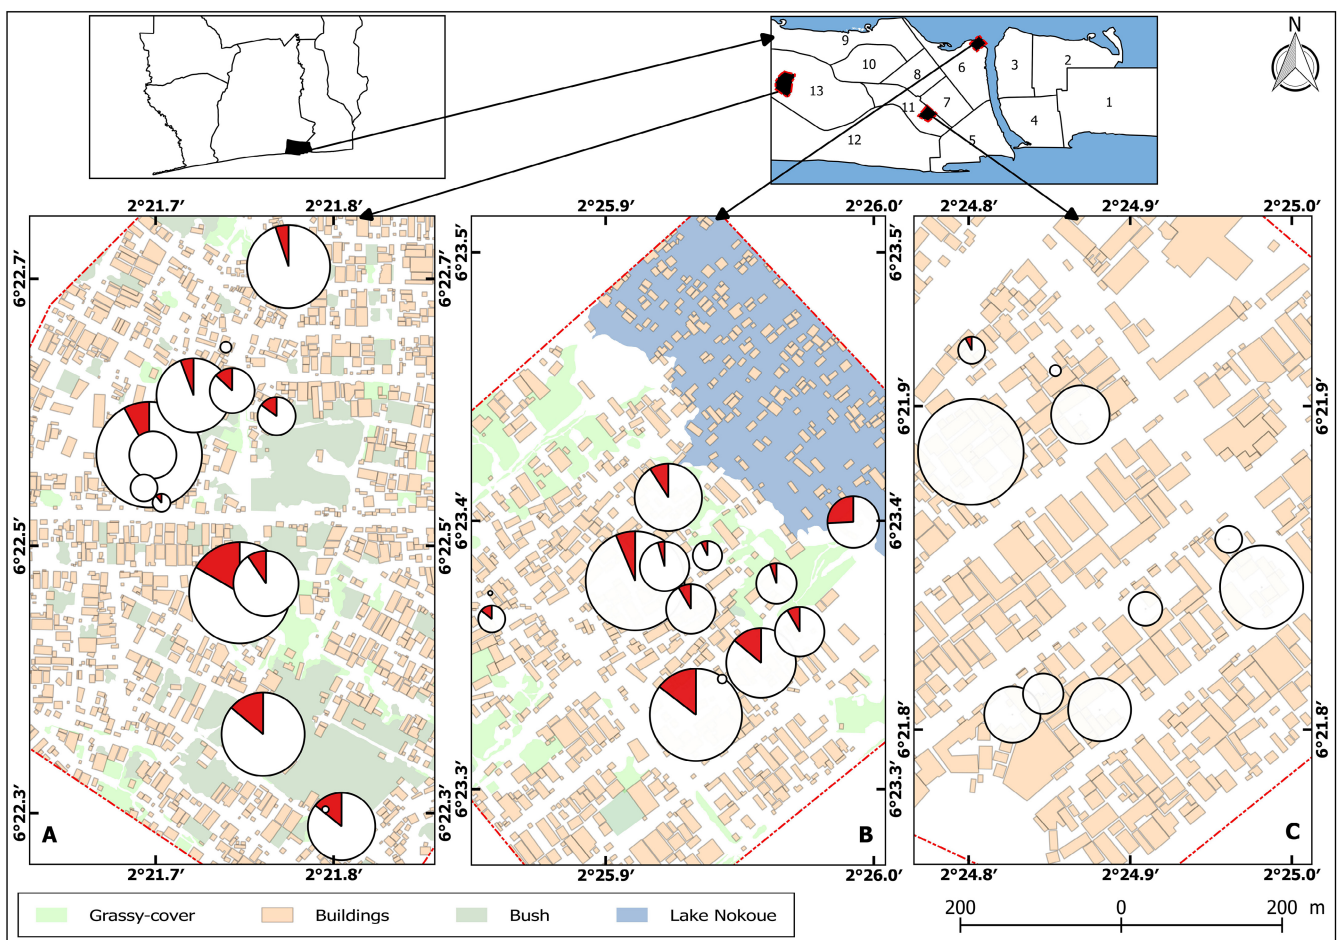 N
9
10
8
6
3
2
13
11
7
1
12
5
4
2°21.7′ 2°21.8′ 2°25.9′ 2°26.0′ 2°24.8′ 2°24.9′ 2°25.0′
6°22.7′ 6°22.7′ 6°23.5′ 6°23.5′
6°21.9′ 6°21.9′
6°22.5′ 6°22.5′ 6°23.4′ 6°23.4′
6°21.8′ 6°21.8′
6°22.3′ 6°22.3′ 6°23.3′ 6°23.3′
A B C
2°21.7′ 2°21.8′ 2°25.9′ 2°26.0′ 2°24.8′ 2°24.9′ 2°25.0′
Grassy-cover Buildings Bush Lake Nokoue
200 0 200 m